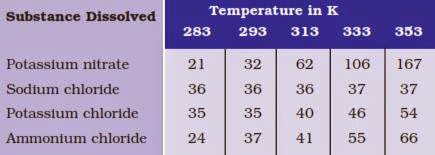 Substance Dissolved Temperature in K
283 293 313 333 353
Potassium nitrate 21 32 62 106 167
Sodium chloride 36 36 36 37 37
Potassium chloride 35 35 40 46 54
Ammonium chloride 24 37 41 55 66